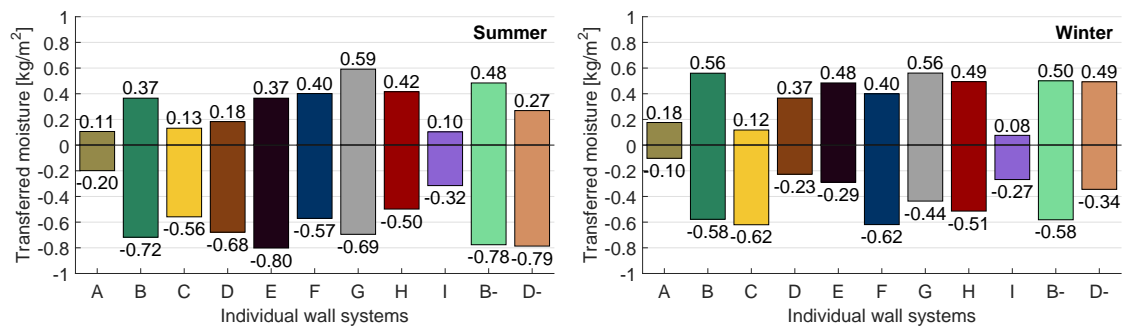 Transferred moisture [kg/m²]
1
0.8
0.6
0.4
0.2
0
-0.2
-0.4
-0.6
-0.8
-1
Summer
0.11 0.37 0.13 0.18 0.37 0.40 0.59 0.42 0.10 0.48 0.27
-0.20 -0.72 -0.56 -0.68 -0.80 -0.57 -0.69 -0.50 -0.32 -0.78 -0.79
A B C D E F G H I B- D-
Individual wall systems
Transferred moisture [kg/m²]
1
0.8
0.6
0.4
0.2
0
-0.2
-0.4
-0.6
-0.8
-1
Winter
0.18 0.56 0.12 0.37 0.48 0.40 0.56 0.49 0.08 0.50 0.49
-0.10 -0.58 -0.62 -0.23 -0.29 -0.62 -0.44 -0.51 -0.27 -0.58 -0.34
A B C D E F G H I B- D-
Individual wall systems